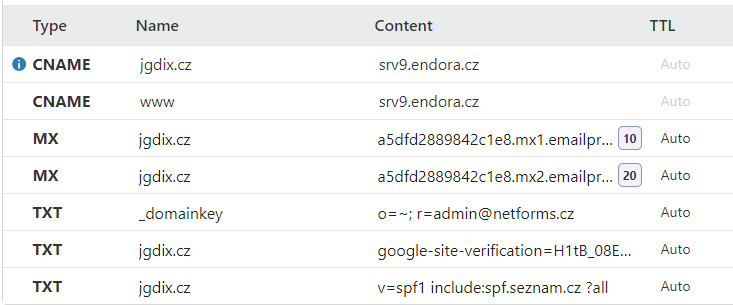 Type Name Content TTL
CNAME jgdix.cz srv9.endora.cz Auto
CNAME www srv9.endora.cz Auto
MX jgdix.cz a5dfd2889842c1e8.mx1.emailpr... 10 Auto
MX jgdix.cz a5dfd2889842c1e8.mx2.emailpr... 20 Auto
TXT _domainkey o=~; r=admin@netforms.cz Auto
TXT jgdix.cz google-site-verification=H1tB_08E... Auto
TXT jgdix.cz v=spf1 include:spf.seznam.cz ?all Auto